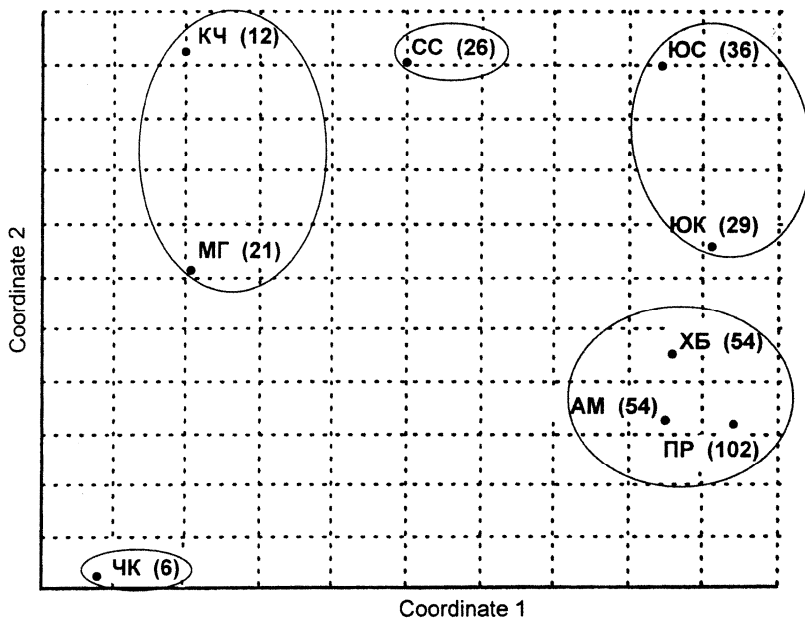 КЧ (12)
СС (26)
ЮС (36)
МГ (21)
ЮК (29)
ХБ (54)
АМ (54)
ПР (102)
ЧК (6)
Coordinate 2
Coordinate 1